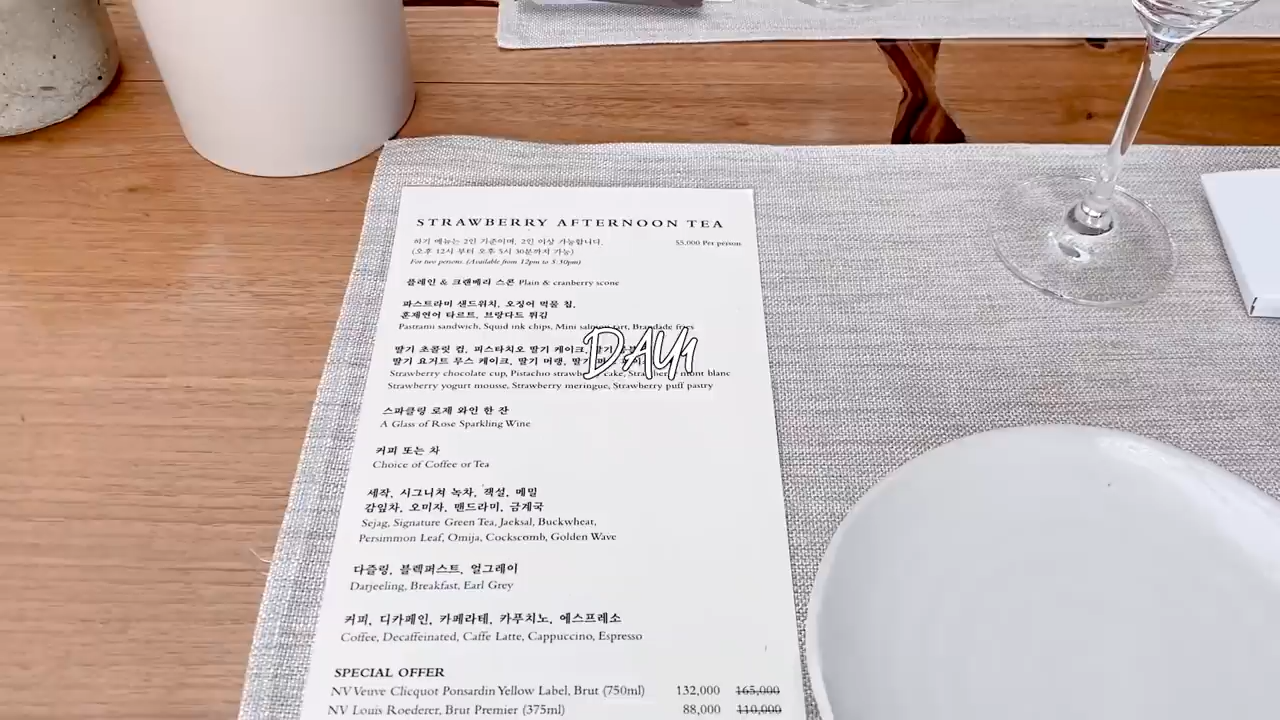 STRAWBERRY AFTERNOON TEA
하기 메뉴는 2인 기준이며, 2인 이상 가능합니다.
55,000 Per person
(오후 12시 부터 오후 5시 30분까지 가능)
For two persons. (Available from 12pm to 5:30pm)
플레인 & 크랜베리 스콘 Plain & cranberry scone
파스트라미 샌드위치, 오징어 먹물 칩,
훈제연어 타르트, 브랑다드 튀김
Pastrami sandwich, Squid ink chips, Mini salmon tart, Brandade fries
딸기 초콜릿 컵, 피스타치오 딸기 케이크,
DAY1
딸기 요거트 무스 케이크, 딸기 머랭,
Strawberry chocolate cup, Pistachio strawberry cake, Strawberry mont blanc
Strawberry yogurt mousse, Strawberry meringue, Strawberry puff pastry
스파클링 로제 와인 한 잔
A Glass of Rose Sparkling Wine
커피 또는 차
Choice of Coffee or Tea
세작, 시그니처 녹차, 잭설, 메밀
감잎차, 오미자, 맨드라미, 금계국
Sejag, Signature Green Tea, Jaeksal, Buckwheat,
Persimmon Leaf, Omija, Cockscomb, Golden Wave
다즐링, 블렉퍼스트, 얼그레이
Darjeeling, Breakfast, Earl Grey
커피, 디카페인, 카페라테, 카푸치노, 에스프레소
Coffee, Decaffeinated, Caffe Latte, Cappuccino, Espresso
SPECIAL OFFER
NV Veuve Clicquot Ponsardin Yellow Label, Brut (750ml) 132,000 165,000
NV Louis Roederer, Brut Premier (375ml) 88,000 110,000